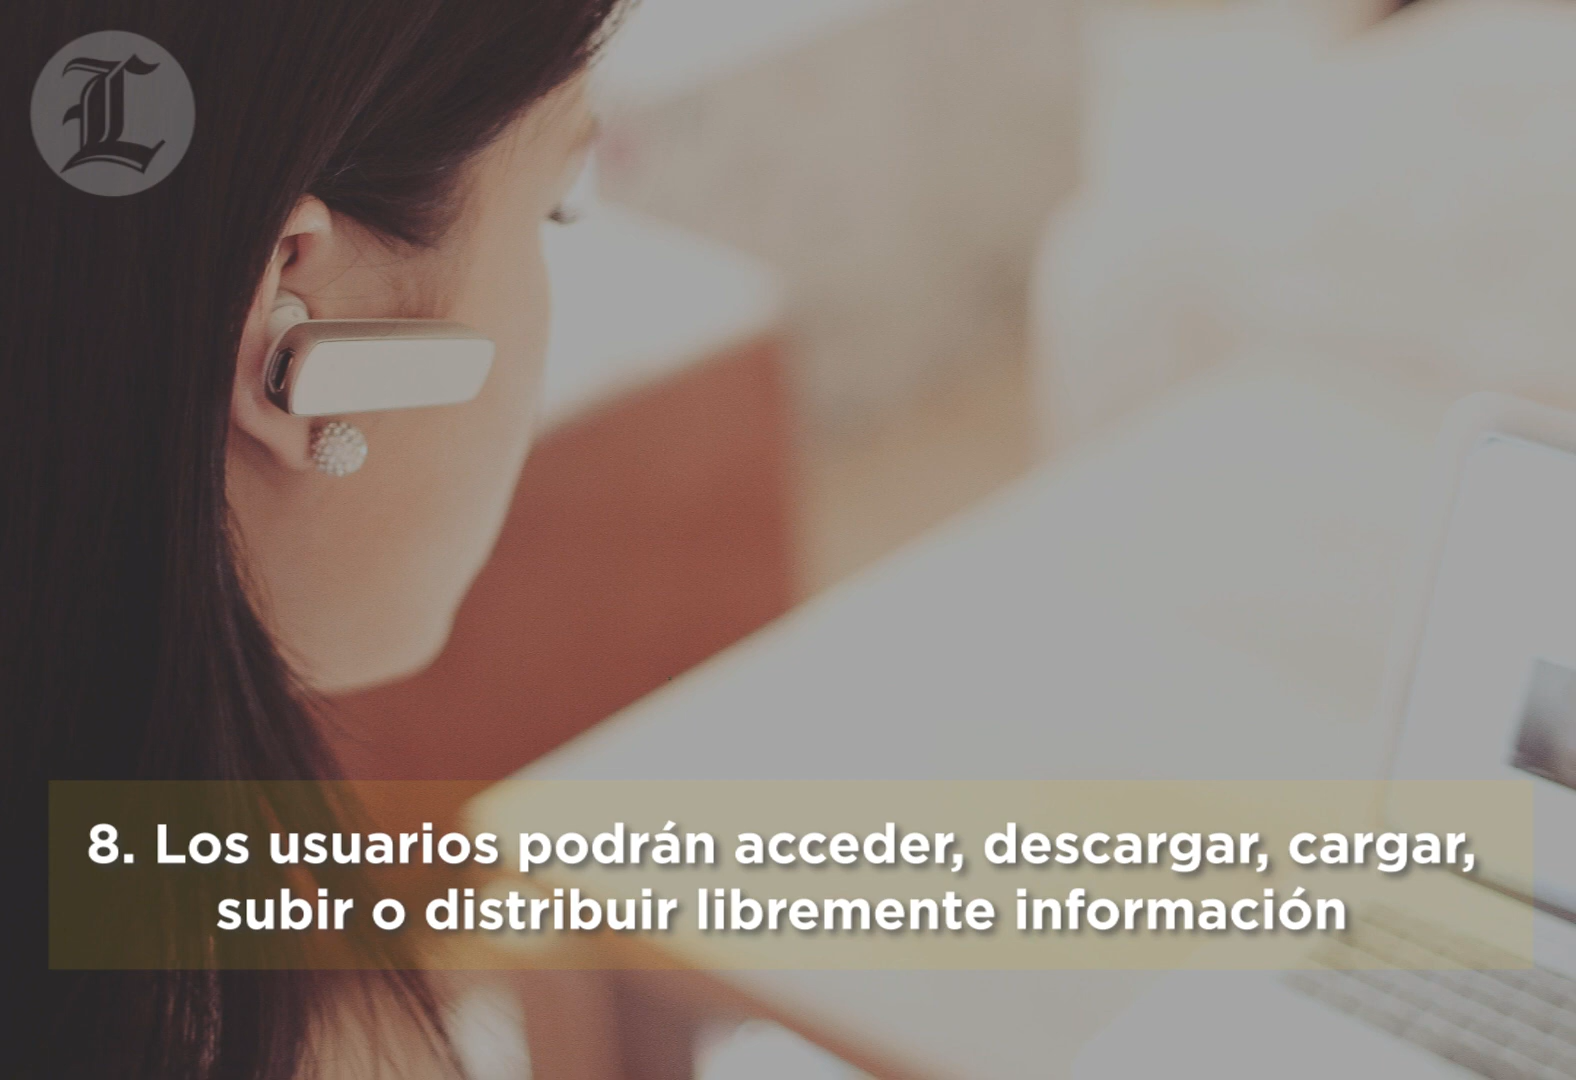 L
8. Los usuarios podrán acceder, descargar, cargar,
subir o distribuir libremente información